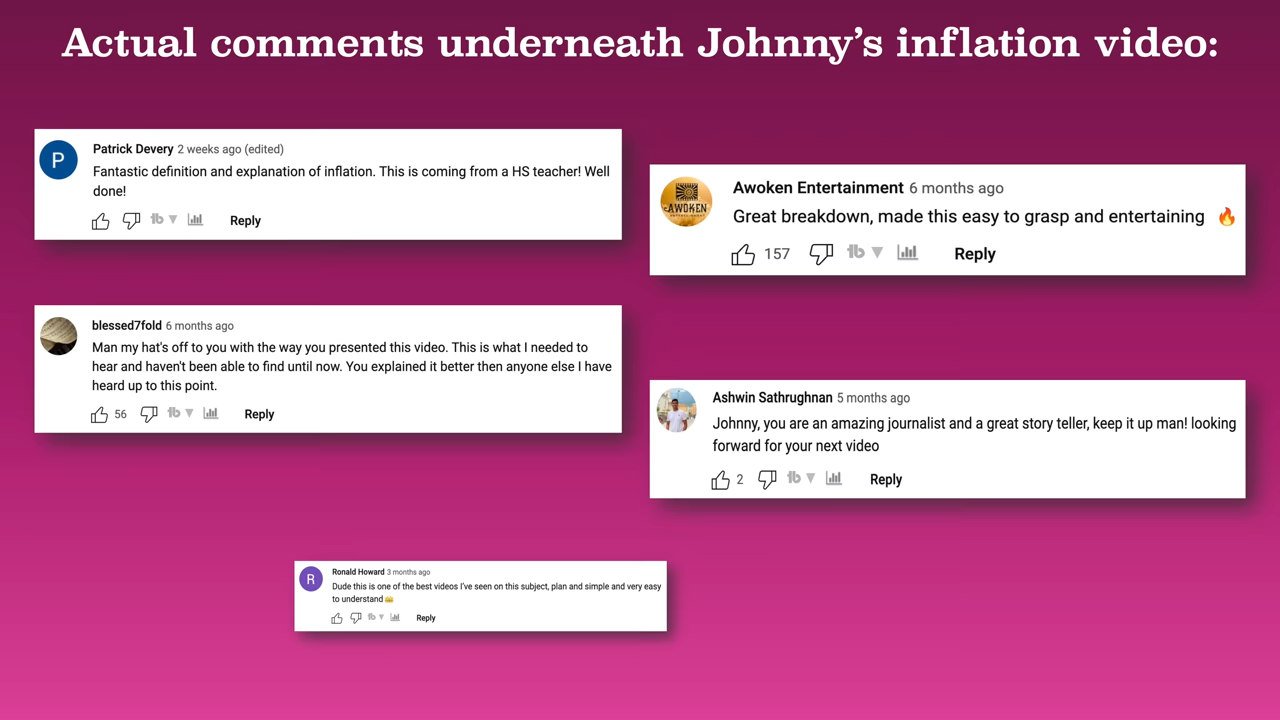 Actual comments underneath Johnny's inflation video:
P
Patrick Devery 2 weeks ago (edited)
Fantastic definition and explanation of inflation. This is coming from a HS teacher! Well
done!
tb
Reply
AWOKEN
Awoken Entertainment 6 months ago
Great breakdown, made this easy to grasp and entertaining 🔥
157
tb
Reply
blessed7fold 6 months ago
Man my hat's off to you with the way you presented this video. This is what I needed to
hear and haven't been able to find until now. You explained it better then anyone else I have
heard up to this point.
56
tb
Reply
Ashwin Sathrughnan 5 months ago
Johnny, you are an amazing journalist and a great story teller, keep it up man! looking
forward for your next video
2
tb
Reply
R
Ronald Howard 3 months ago
Dude this is one of the best videos I've seen on this subject, plan and simple and very easy
to understand
tb
Reply